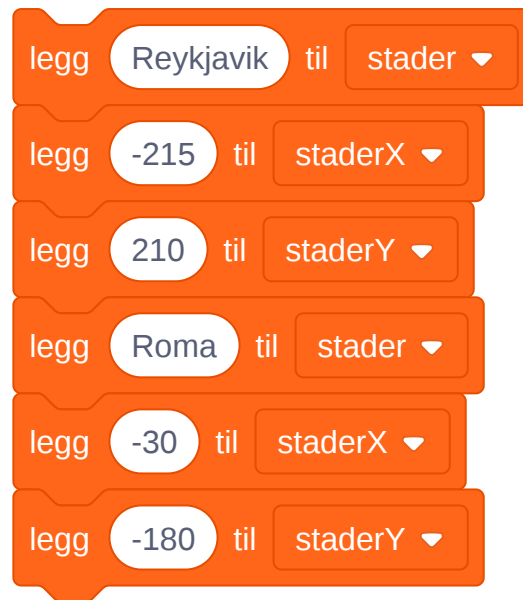 legg Reykjavik til stader
legg -215 til staderX
legg 210 til staderY
legg Roma til stader
legg -30 til staderX
legg -180 til staderY